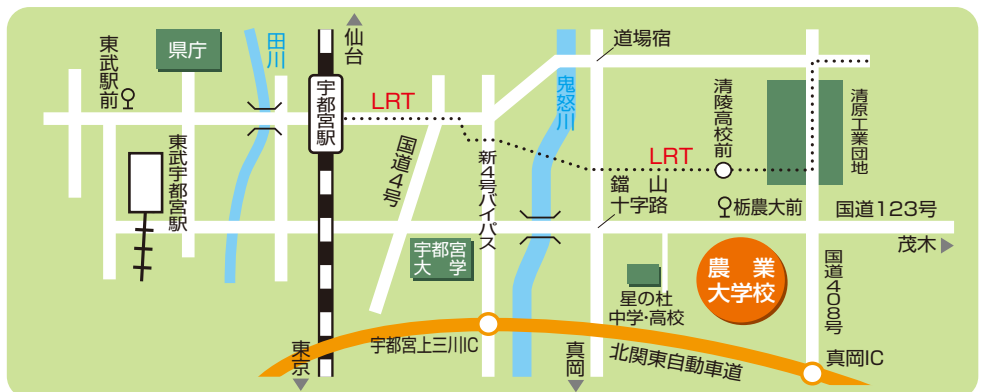 仙台
県庁
田川
東武駅前
道場宿
宇都宮駅
LRT
鬼怒川
清陵高校前
清原工業団地
東武宇都宮駅
国道4号
新4号バイパス
LRT
鐺 山
十字路
栃農大前
国道123号
茂木
宇都宮
大 学
農 業
大学校
星の杜
中学・高校
国道408号
宇都宮上三川IC
東京
真岡
北関東自動車道
真岡IC